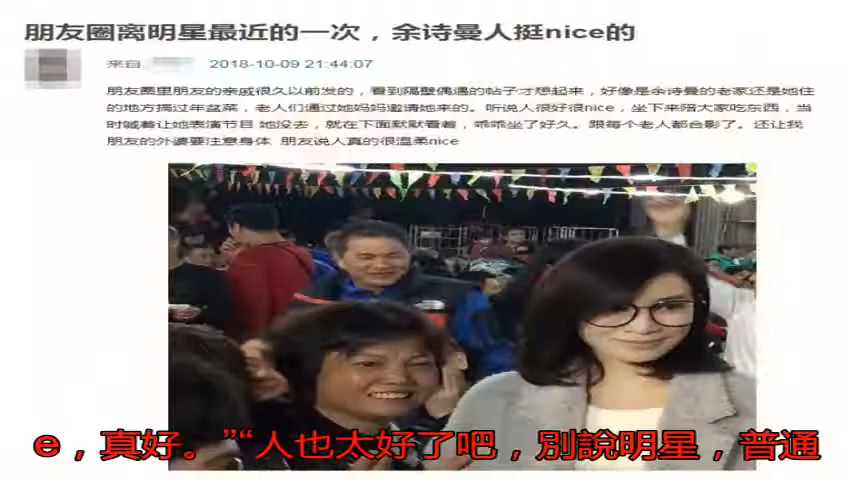 朋友圈离明星最近的一次，余诗曼人挺nice的
来自 2018-10-09 21:44:07
朋友圈里朋友的亲戚很久以前发的，看到隔壁偶遇的帖子才想起来，好像是余诗曼的老家还是她住
的地方搞过年盆菜，老人们通过她妈妈邀请她来的。听说人很好很nice，坐下来陪大家吃东西，当
时喊着让她表演节目 她没去，就在下面默默看着，乖乖坐了好久。跟每个老人都合影了。还让我
朋友的外婆要注意身体 朋友说人真的很温柔nice
e，真好。”“人也太好了吧，別說明星，普通